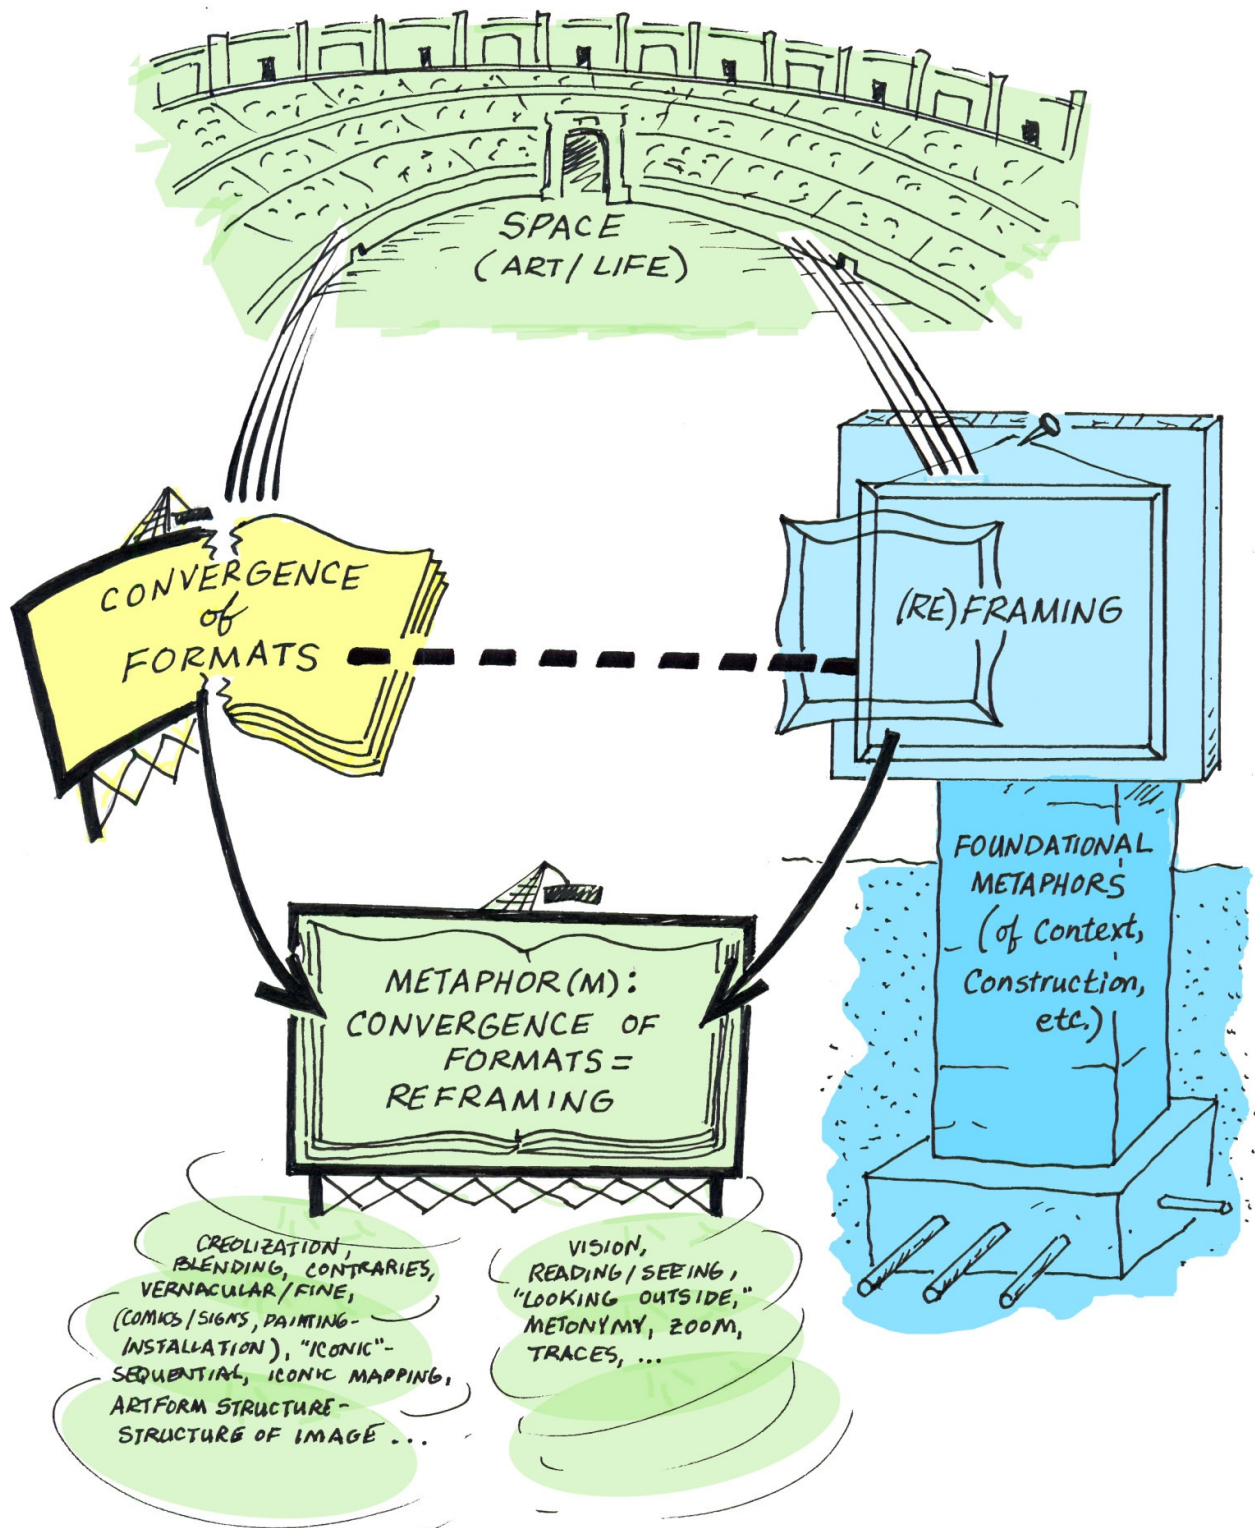 SPACE
(ART/LIFE)
CONVERGENCE
of
FORMATS
(RE)FRAMING
FOUNDATIONAL
METAPHORS
(of Context,
Construction,
etc.)
METAPHOR(M):
CONVERGENCE OF
FORMATS=
REFRAMING
CREOLIZATION,
BLENDING, CONTRARIES,
VERNACULAR/FINE,
(COMICS/SIGNS, PAINTING-
INSTALLATION), "ICONIC"-
SEQUENTIAL, ICONIC MAPPING,
ARTFORM STRUCTURE-
STRUCTURE OF IMAGE ...
VISION,
READING/SEEING,
"LOOKING OUTSIDE,"
METONYMY, ZOOM,
TRACES, ...